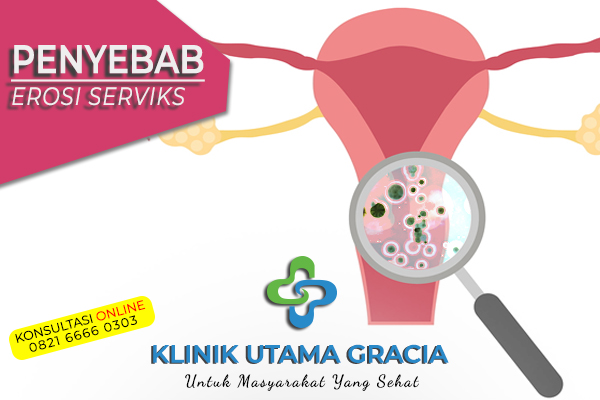 PENYEBAB
EROSI SERVIKS
KONSULTASI ONLINE
0821 6666 0303
KLINIK UTAMA GRACIA
Untuk Masyarakat Yang Sehat